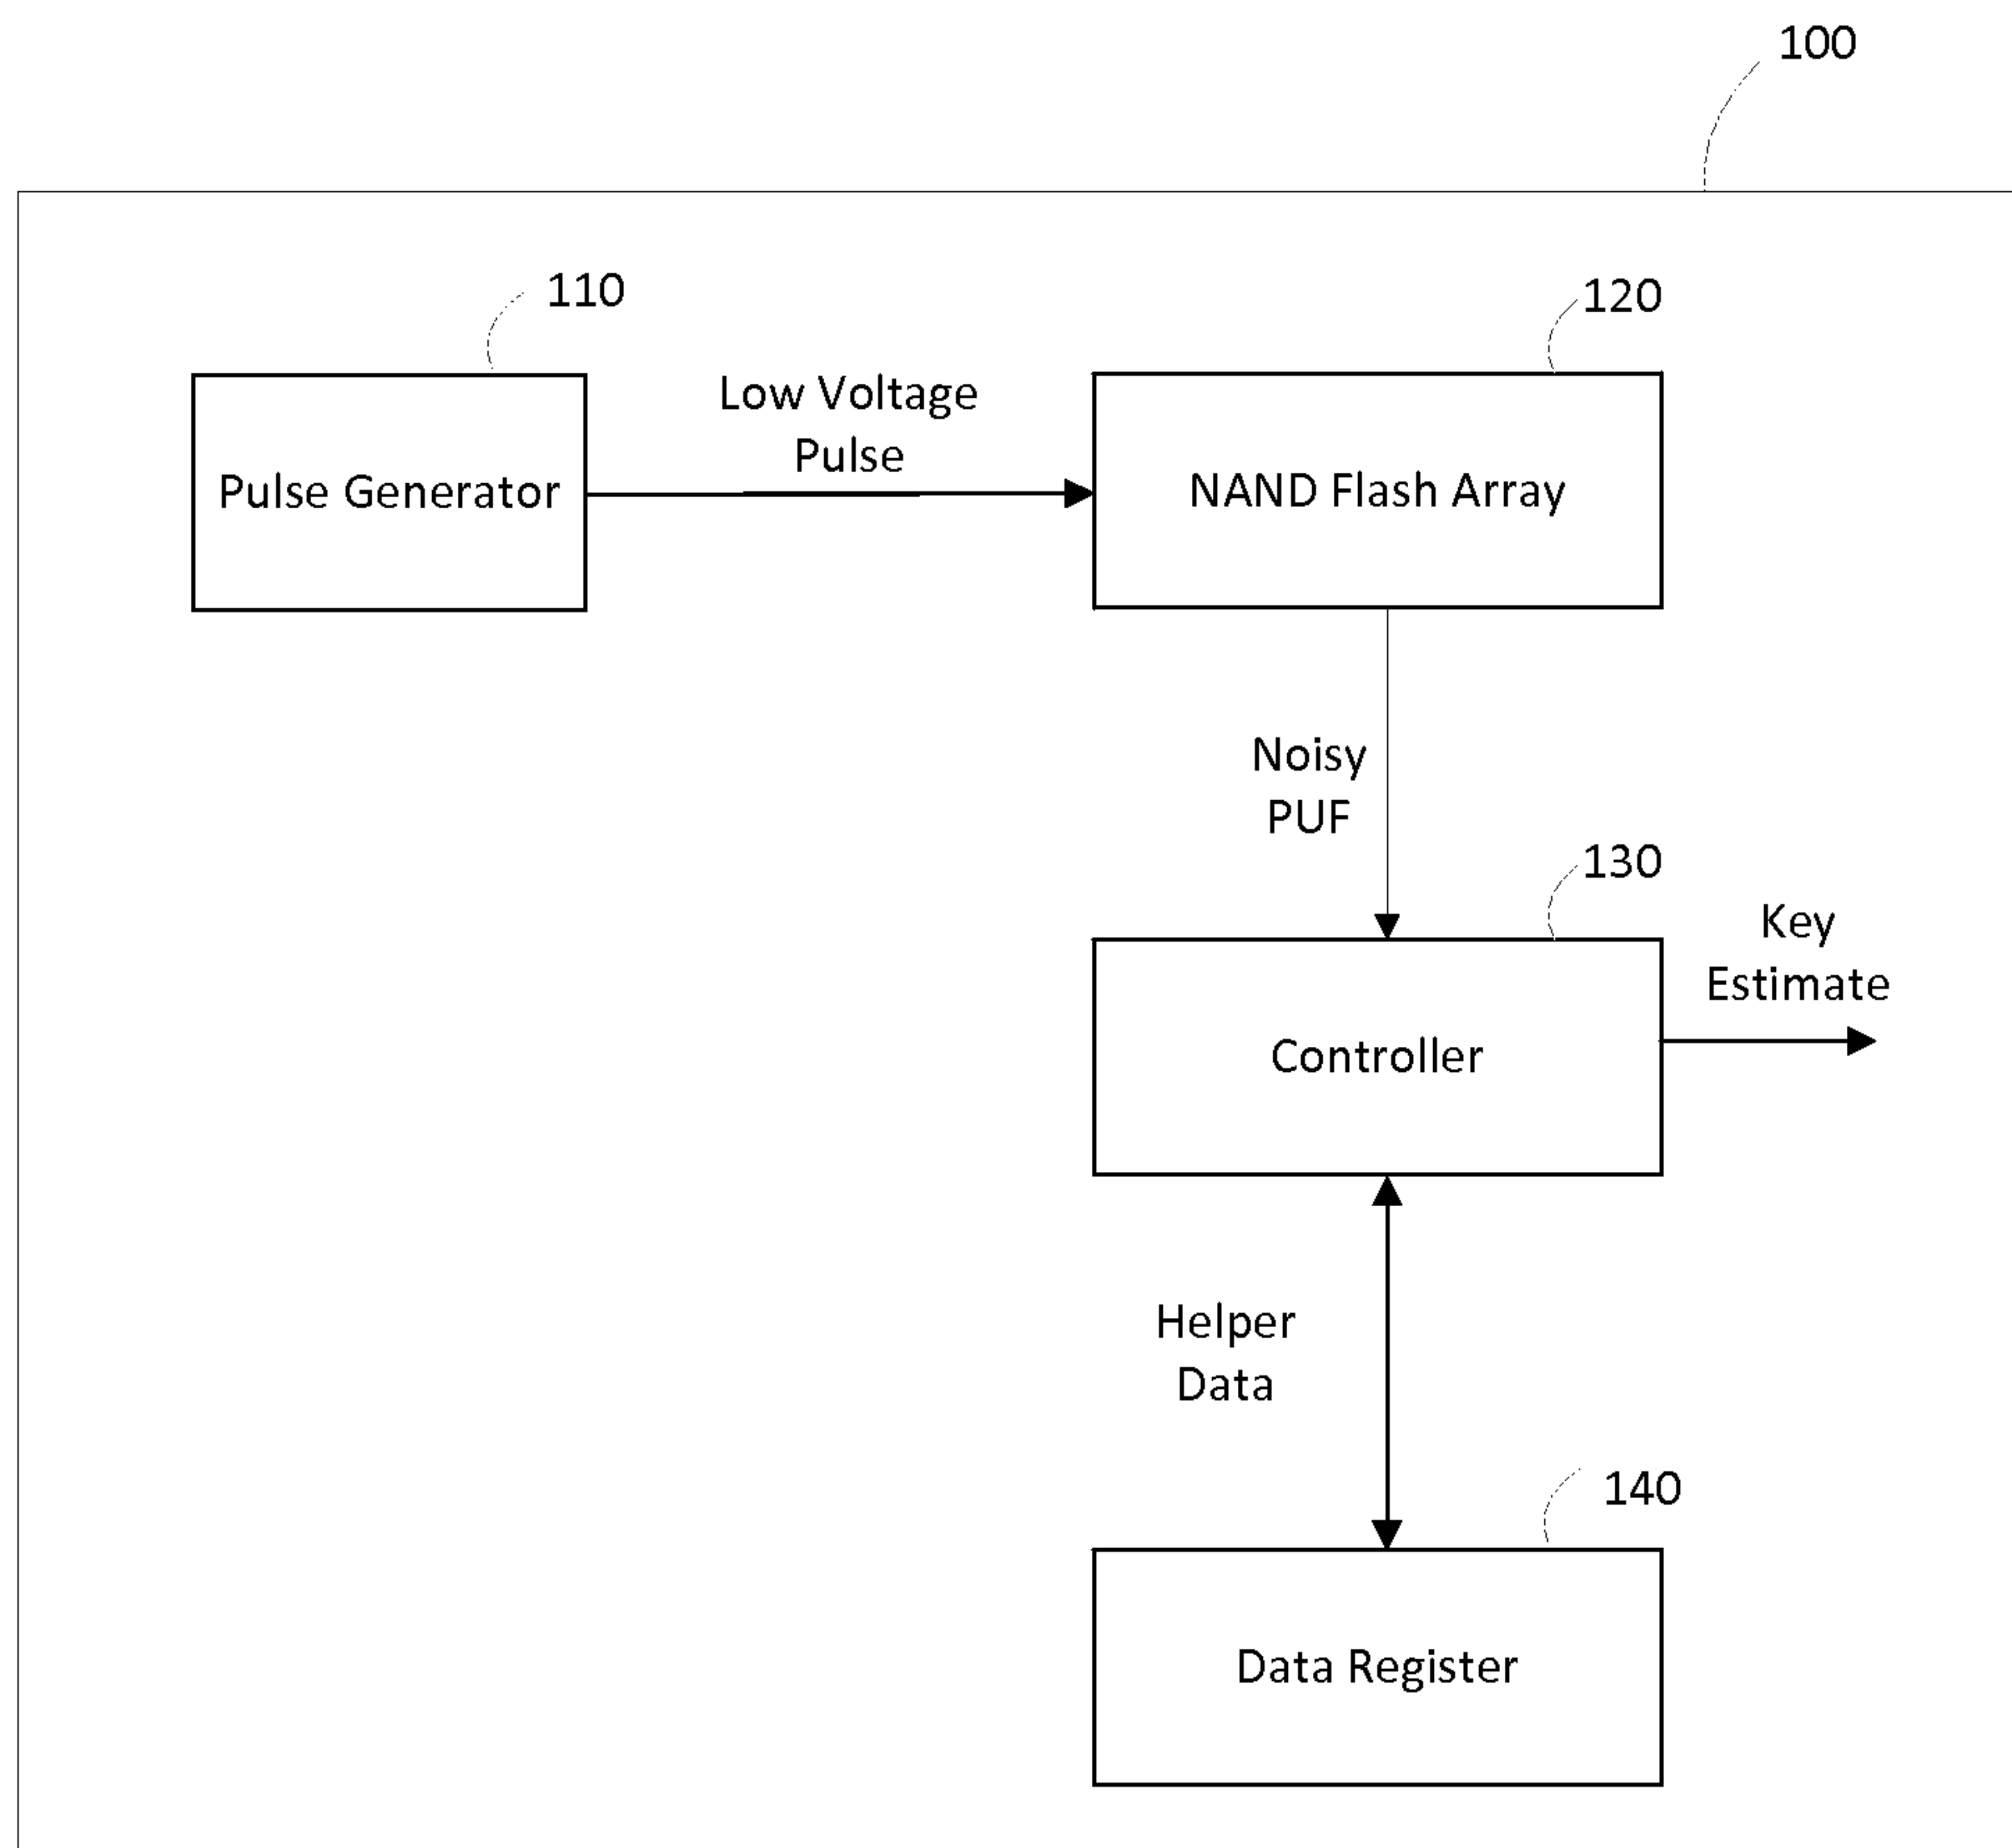 100
110
120
Low Voltage
Pulse
Pulse Generator
NAND Flash Array
Noisy
PUF
130
Key
Estimate
Controller
Helper
Data
140
Data Register